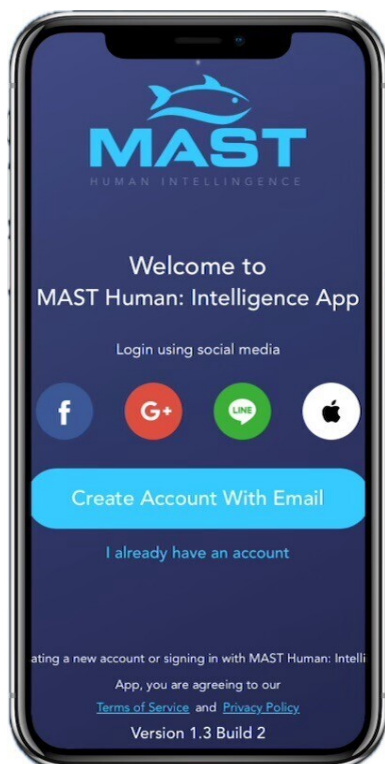 MAST
HUMAN INTELLINGENCE
Welcome to
MAST Human: Intelligence App
Login using social media
f
G+
LINE
Create Account With Email
I already have an account
ating a new account or signing in with MAST Human: Intelli
App, you are agreeing to our
Terms of Service and Privacy Policy
Version 1.3 Build 2